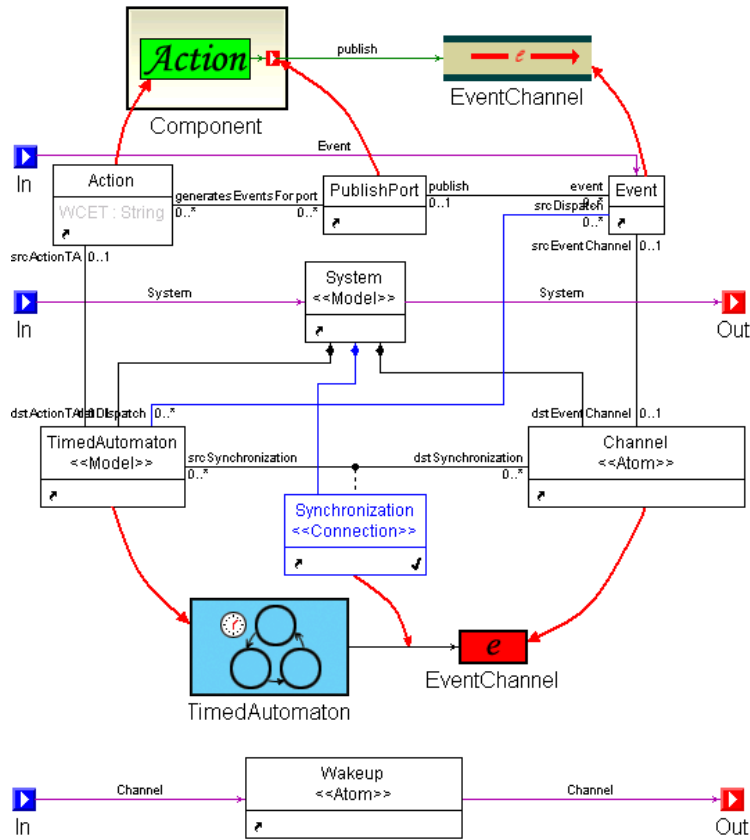 Action
publish
e
Component
EventChannel
Event
In
Action
WCET : String
generatesEventsForport
0..*
0..*
PublishPort
publish
0..1
event
0..*
srcDispatch
0..*
Event
srcActionTA
0..1
srcEventChannel
0..1
System
<<Model>>
System
In
System
Out
dstActionTA
dstDispatch
0..*
dstEventChannel
0..1
TimedAutomaton
<<Model>>
srcSynchronization
0..*
dstSynchronization
0..*
Channel
<<Atom>>
Synchronization
<<Connection>>
e
EventChannel
TimedAutomaton
Channel
In
Wakeup
<<Atom>>
Channel
Out